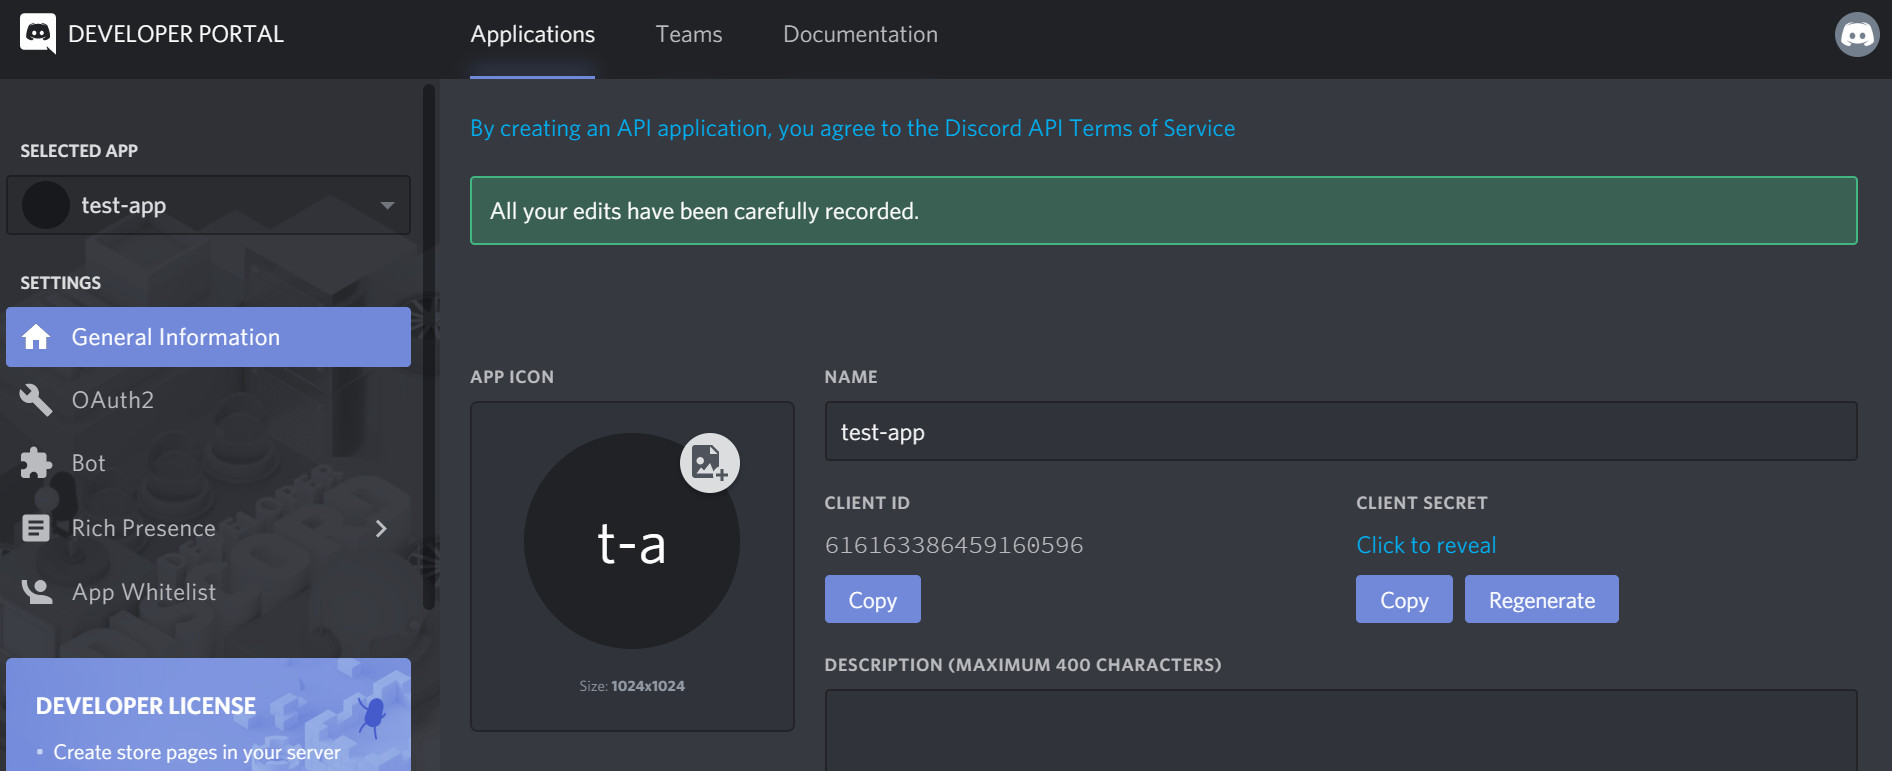 DEVELOPER PORTAL
Applications
Teams
Documentation
SELECTED APP
test-app
SETTINGS
General Information
OAuth2
Bot
Rich Presence
App Whitelist
DEVELOPER LICENSE
• Create store pages in your server
By creating an API application, you agree to the Discord API Terms of Service
All your edits have been carefully recorded.
APP ICON
t-a
Size: 1024x1024
NAME
test-app
CLIENT ID
616163386459160596
Copy
CLIENT SECRET
Click to reveal
Copy
Regenerate
DESCRIPTION (MAXIMUM 400 CHARACTERS)